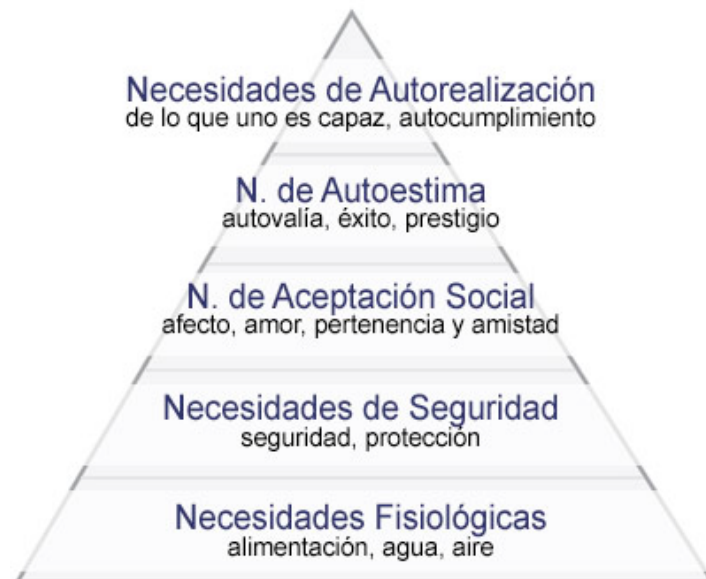 Necesidades de Autorealización
de lo que uno es capaz, autocumplimiento
N. de Autoestima
autovalía, éxito, prestigio
N. de Aceptación Social
afecto, amor, pertenencia y amistad
Necesidades de Seguridad
seguridad, protección
Necesidades Fisiológicas
alimentación, agua, aire